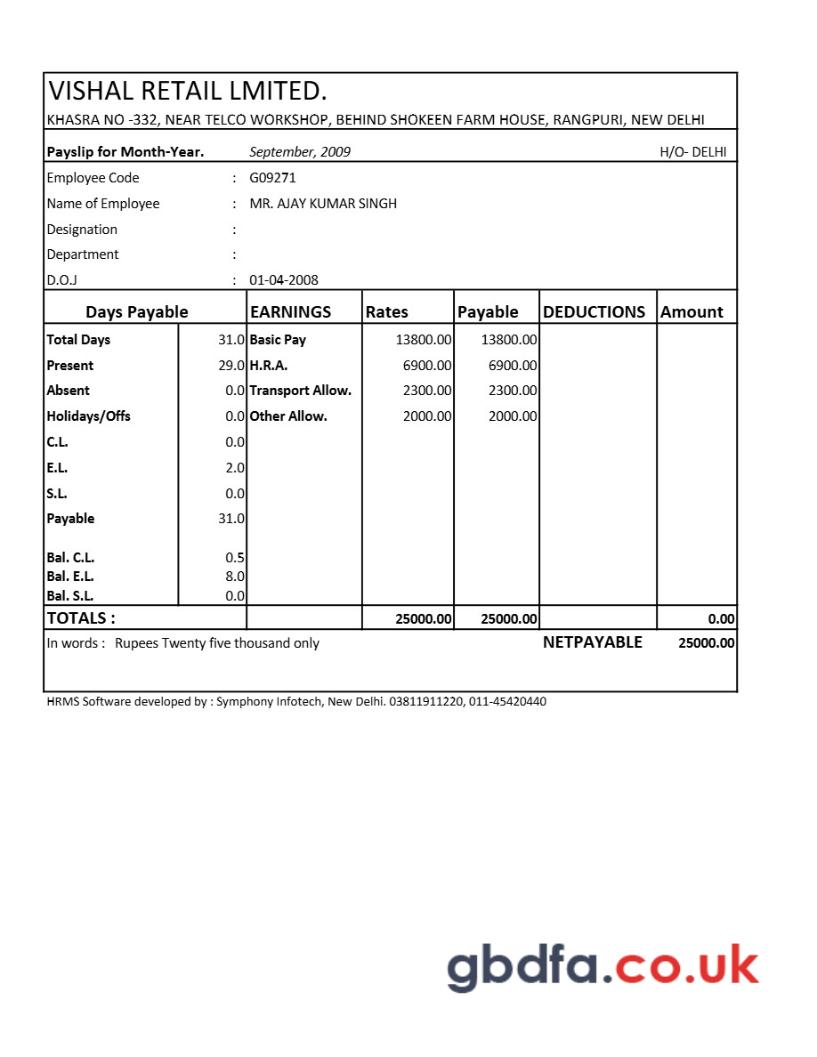 VISHAL RETAIL LMITED.
KHASRA NO -332, NEAR TELCO WORKSHOP, BEHIND SHOKEEN FARM HOUSE, RANGPURI, NEW DELHI
Payslip for Month-Year. September, 2009 H/O- DELHI
Employee Code : G09271
Name of Employee : MR. AJAY KUMAR SINGH
Designation :
Department :
D.O.J : 01-04-2008
Days Payable EARNINGS Rates Payable DEDUCTIONS Amount
Total Days 31.0 Basic Pay 13800.00 13800.00
Present 29.0 H.R.A. 6900.00 6900.00
Absent 0.0 Transport Allow. 2300.00 2300.00
Holidays/Offs 0.0 Other Allow. 2000.00 2000.00
C.L. 0.0
E.L. 2.0
S.L. 0.0
Payable 31.0
Bal. C.L. 0.5
Bal. E.L. 8.0
Bal. S.L. 0.0
TOTALS : 25000.00 25000.00 0.00
In words : Rupees Twenty five thousand only NETPAYABLE 25000.00
HRMS Software developed by : Symphony Infotech, New Delhi. 03811911220, 011-45420440
gbdfa.co.uk